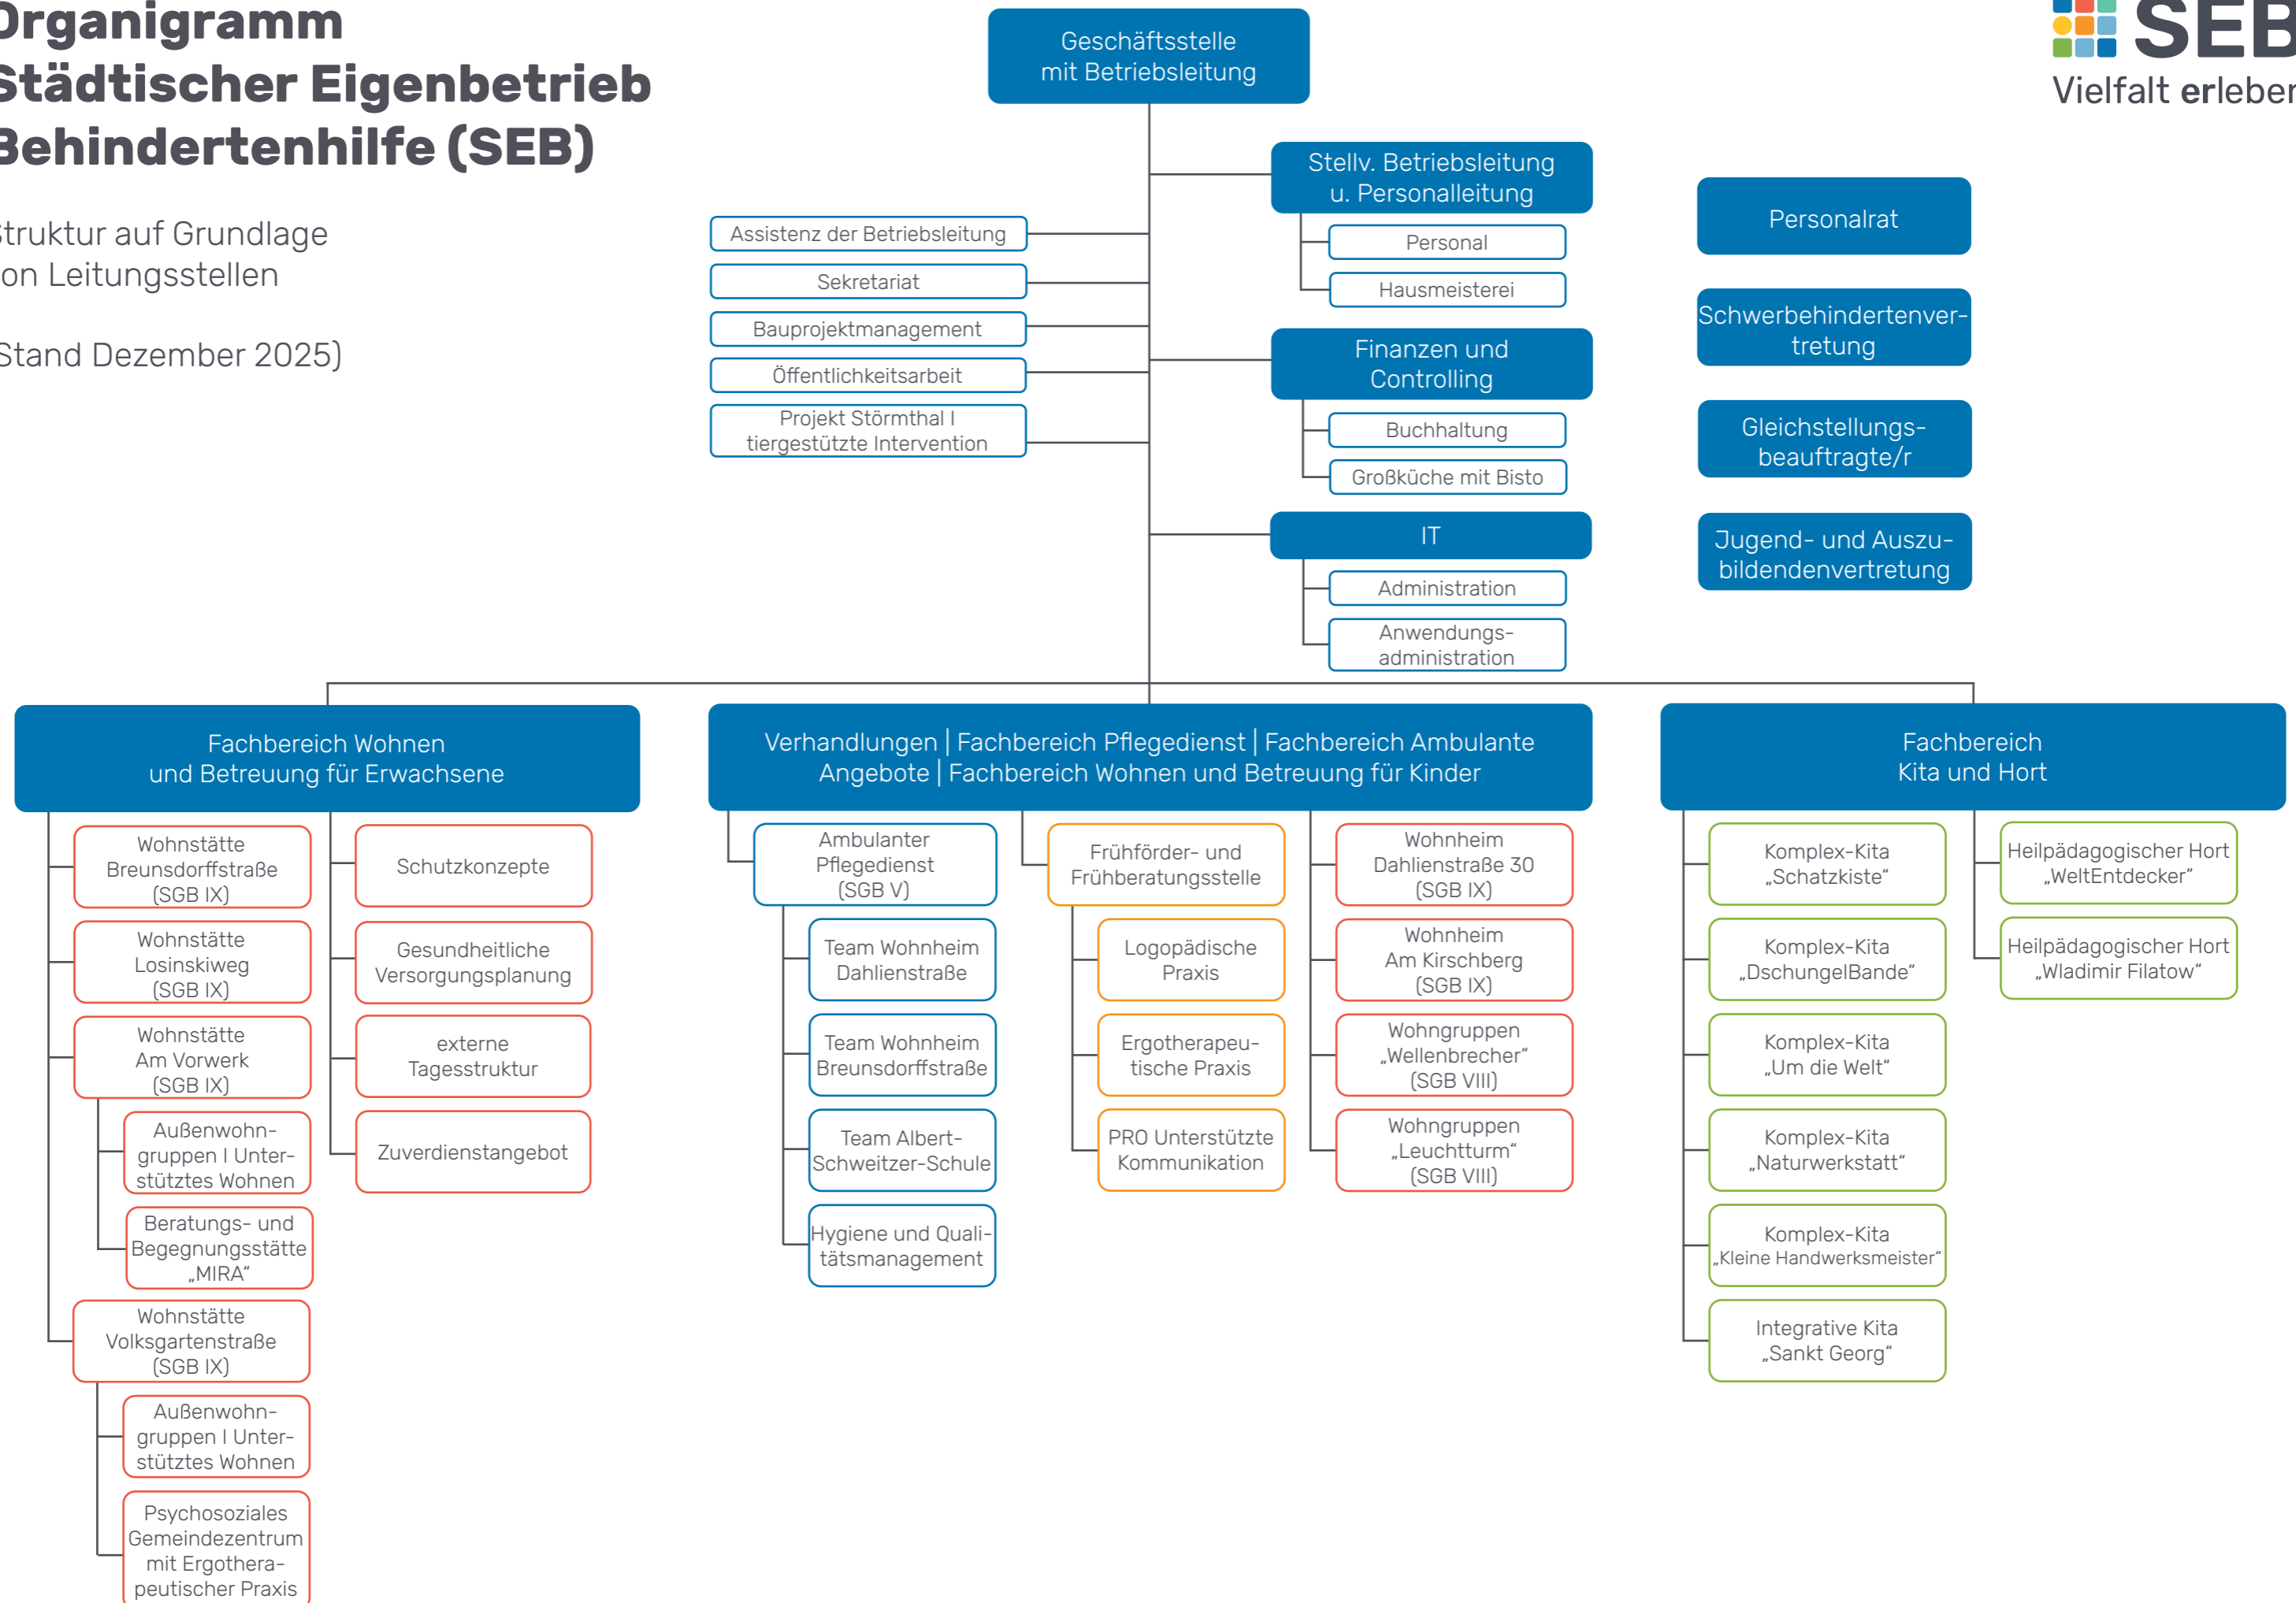 Organigramm
Städtischer Eigenbetrieb
Behindertenhilfe (SEB)
Struktur auf Grundlage
von Leitungsstellen
(Stand Dezember 2025)
SEB
Vielfalt erleben
Geschäftsstelle
mit Betriebsleitung
Assistenz der Betriebsleitung
Sekretariat
Bauprojektmanagement
Öffentlichkeitsarbeit
Projekt Störmthal I
tiergestützte Intervention
Stellv. Betriebsleitung
u. Personalleitung
Personal
Hausmeisterei
Finanzen und
Controlling
Buchhaltung
Großküche mit Bisto
IT
Administration
Anwendungs-
administration
Personalrat
Schwerbehindertenver-
tretung
Gleichstellungs-
beauftragte/r
Jugend- und Auszu-
bildendenvertretung
Fachbereich Wohnen
und Betreuung für Erwachsene
Wohnstätte
Breunsdorffstraße
(SGB IX)
Wohnstätte
Losinskiweg
(SGB IX)
Wohnstätte
Am Vorwerk
(SGB IX)
Außenwohn-
gruppen I Unter-
stütztes Wohnen
Beratungs- und
Begegnungsstätte
„MIRA“
Wohnstätte
Volksgartenstraße
(SGB IX)
Außenwohn-
gruppen I Unter-
stütztes Wohnen
Psychosoziales
Gemeindezentrum
mit Ergothera-
peutischer Praxis
Schutzkonzepte
Gesundheitliche
Versorgungsplanung
externe
Tagesstruktur
Zuverdienstangebot
Verhandlungen | Fachbereich Pflegedienst | Fachbereich Ambulante
Angebote | Fachbereich Wohnen und Betreuung für Kinder
Ambulanter
Pflegedienst
(SGB V)
Team Wohnheim
Dahlienstraße
Team Wohnheim
Breunsdorffstraße
Team Albert-
Schweitzer-Schule
Hygiene und Quali-
tätsmanagement
Frühförder- und
Frühberatungsstelle
Logopädische
Praxis
Ergotherapeu-
tische Praxis
PRO Unterstützte
Kommunikation
Wohnheim
Dahlienstraße 30
(SGB IX)
Wohnheim
Am Kirschberg
(SGB IX)
Wohngruppen
„Wellenbrecher“
(SGB VIII)
Wohngruppen
„Leuchtturm“
(SGB VIII)
Fachbereich
Kita und Hort
Komplex-Kita
„Schatzkiste“
Komplex-Kita
„DschungelBande“
Komplex-Kita
„Um die Welt“
Komplex-Kita
„Naturwerkstatt“
Komplex-Kita
„Kleine Handwerksmeister“
Integrative Kita
„Sankt Georg“
Heilpädagogischer Hort
„WeltEntdecker“
Heilpädagogischer Hort
„Wladimir Filatow“